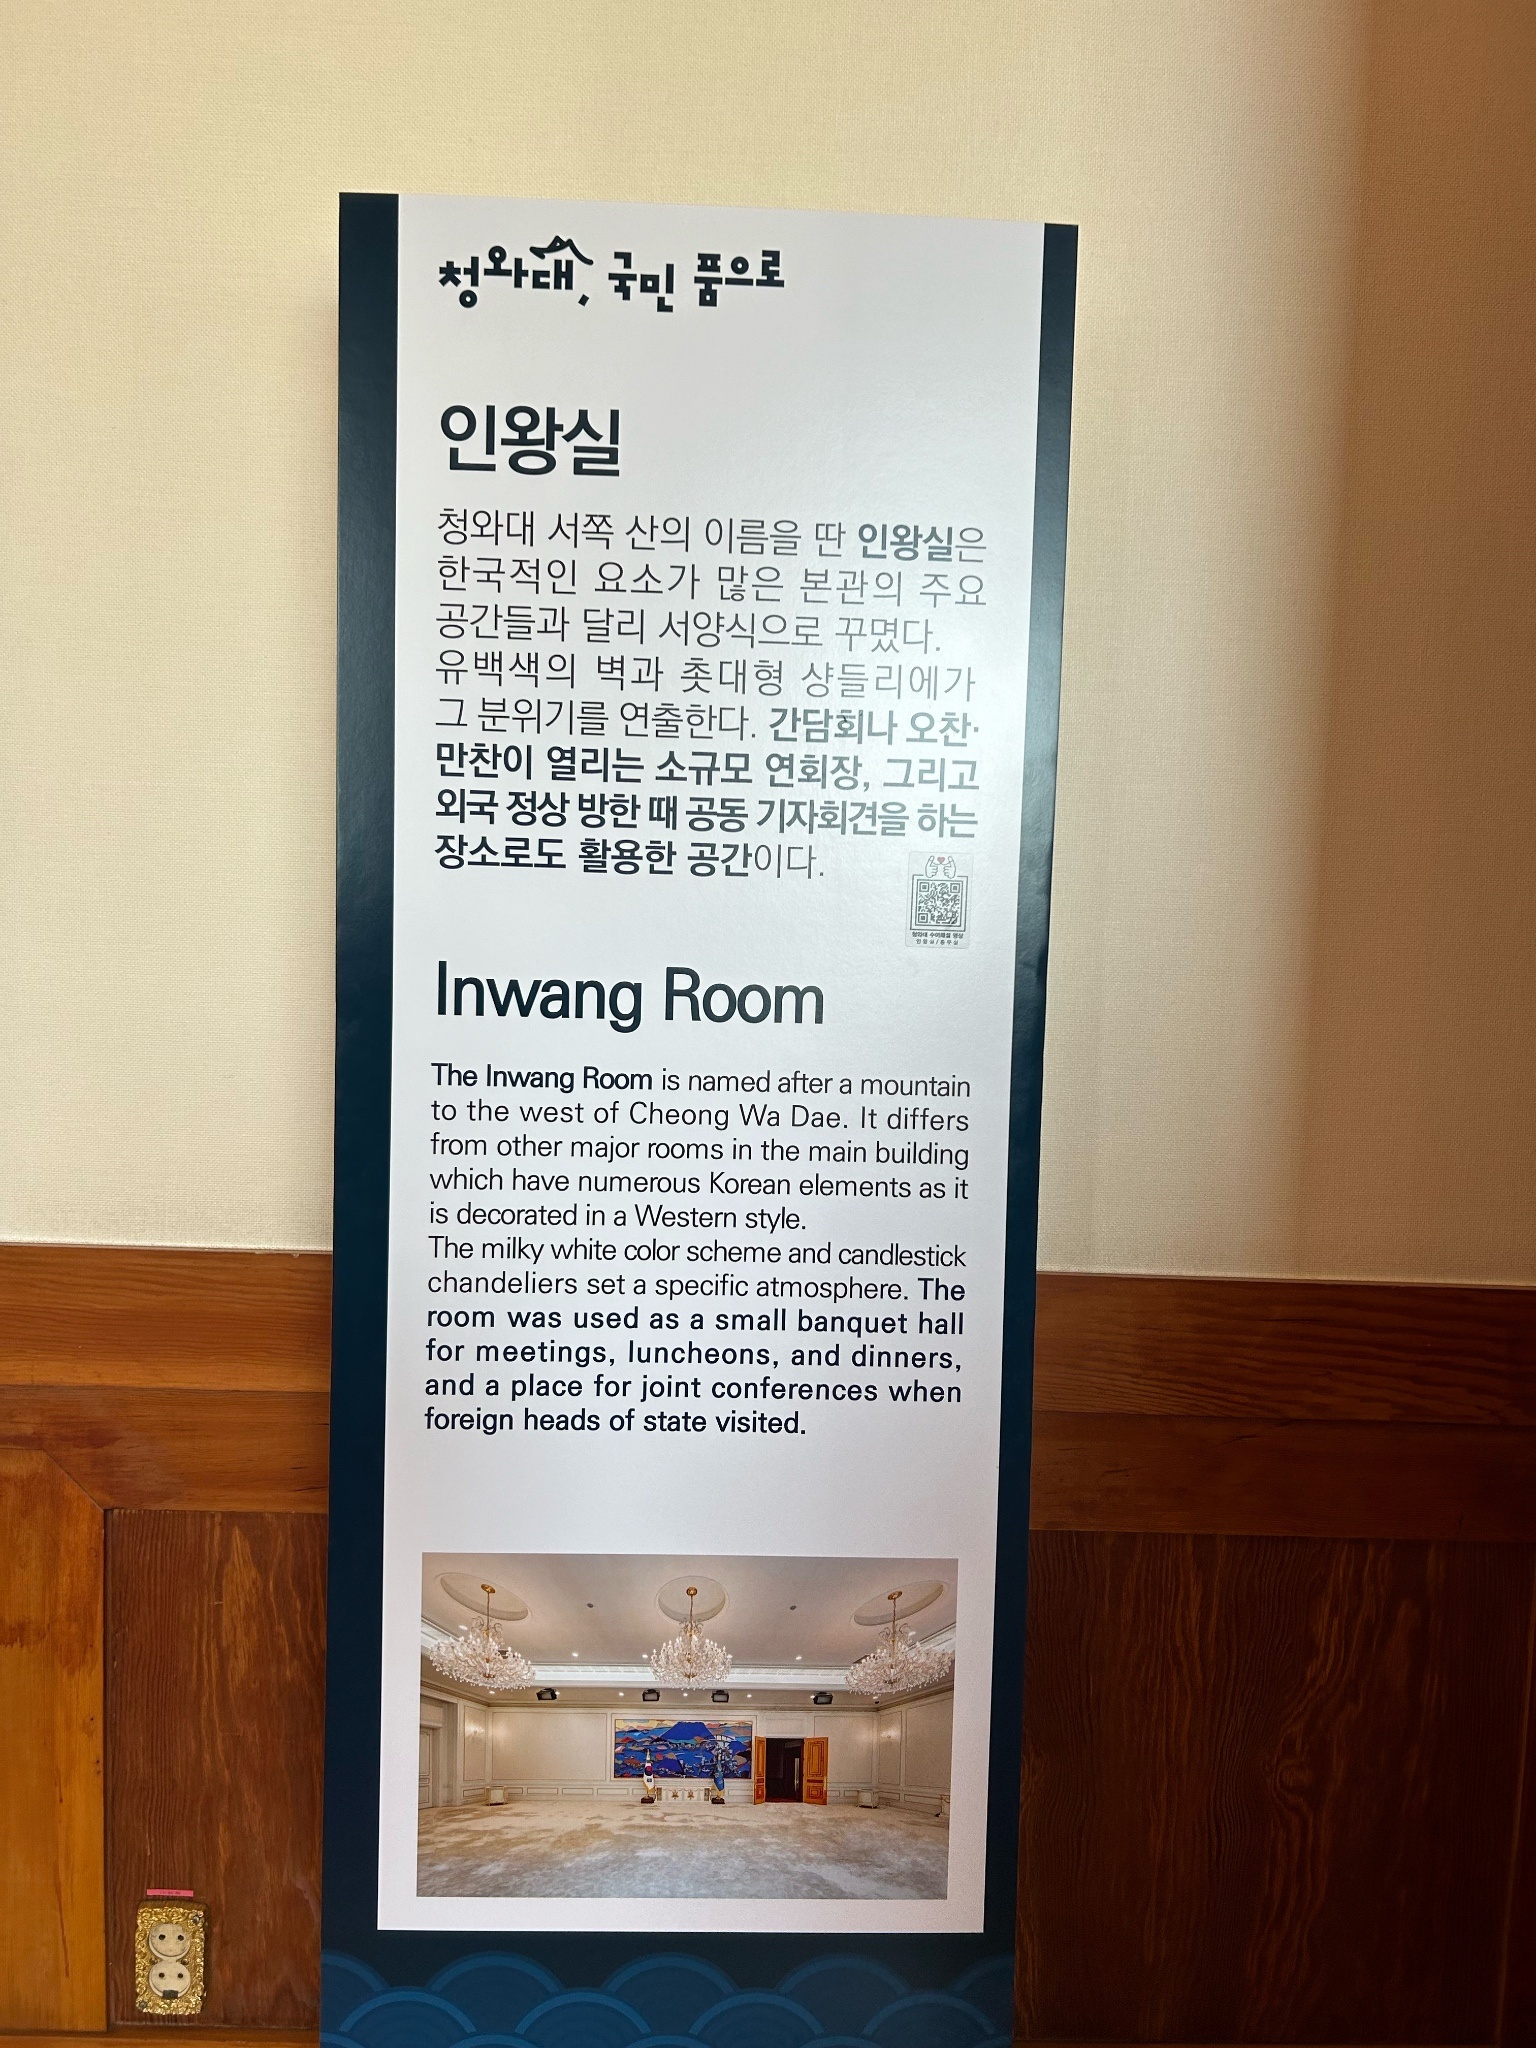 청와대, 국민 품으로
인왕실
청와대 서쪽 산의 이름을 딴 인왕실은
한국적인 요소가 많은 본관의 주요
공간들과 달리 서양식으로 꾸몄다.
유백색의 벽과 촛대형 샹들리에가
그 분위기를 연출한다. 간담회나 오찬·
만찬이 열리는 소규모 연회장, 그리고
외국 정상 방한 때 공동 기자회견을 하는
장소로도 활용한 공간이다.
청와대 수어해설 영상
Inwang Room
The Inwang Room is named after a mountain
to the west of Cheong Wa Dae. It differs
from other major rooms in the main building
which have numerous Korean elements as it
is decorated in a Western style.
The milky white color scheme and candlestick
chandeliers set a specific atmosphere. The
room was used as a small banquet hall
for meetings, luncheons, and dinners,
and a place for joint conferences when
foreign heads of state visited.